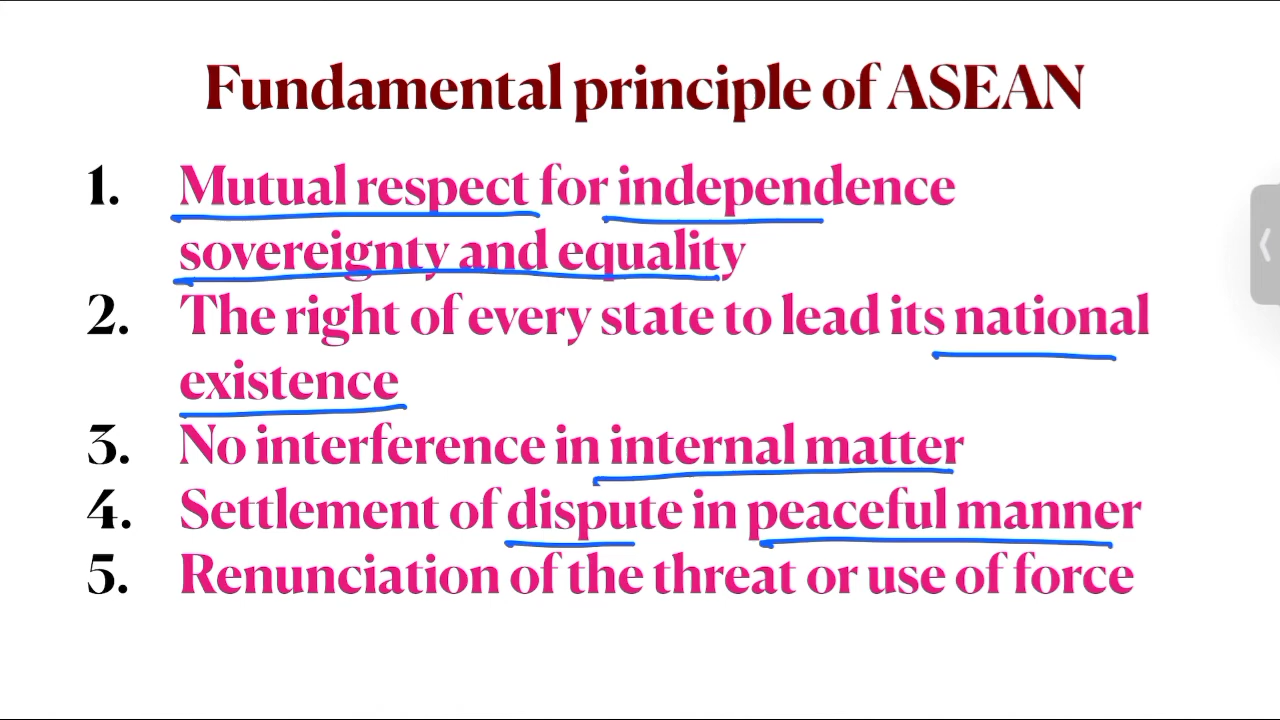 Fundamental principle of ASEAN
1. Mutual respect for independence
sovereignty and equality
2. The right of every state to lead its national
existence
3. No interference in internal matter
4. Settlement of dispute in peaceful manner
5. Renunciation of the threat or use of force